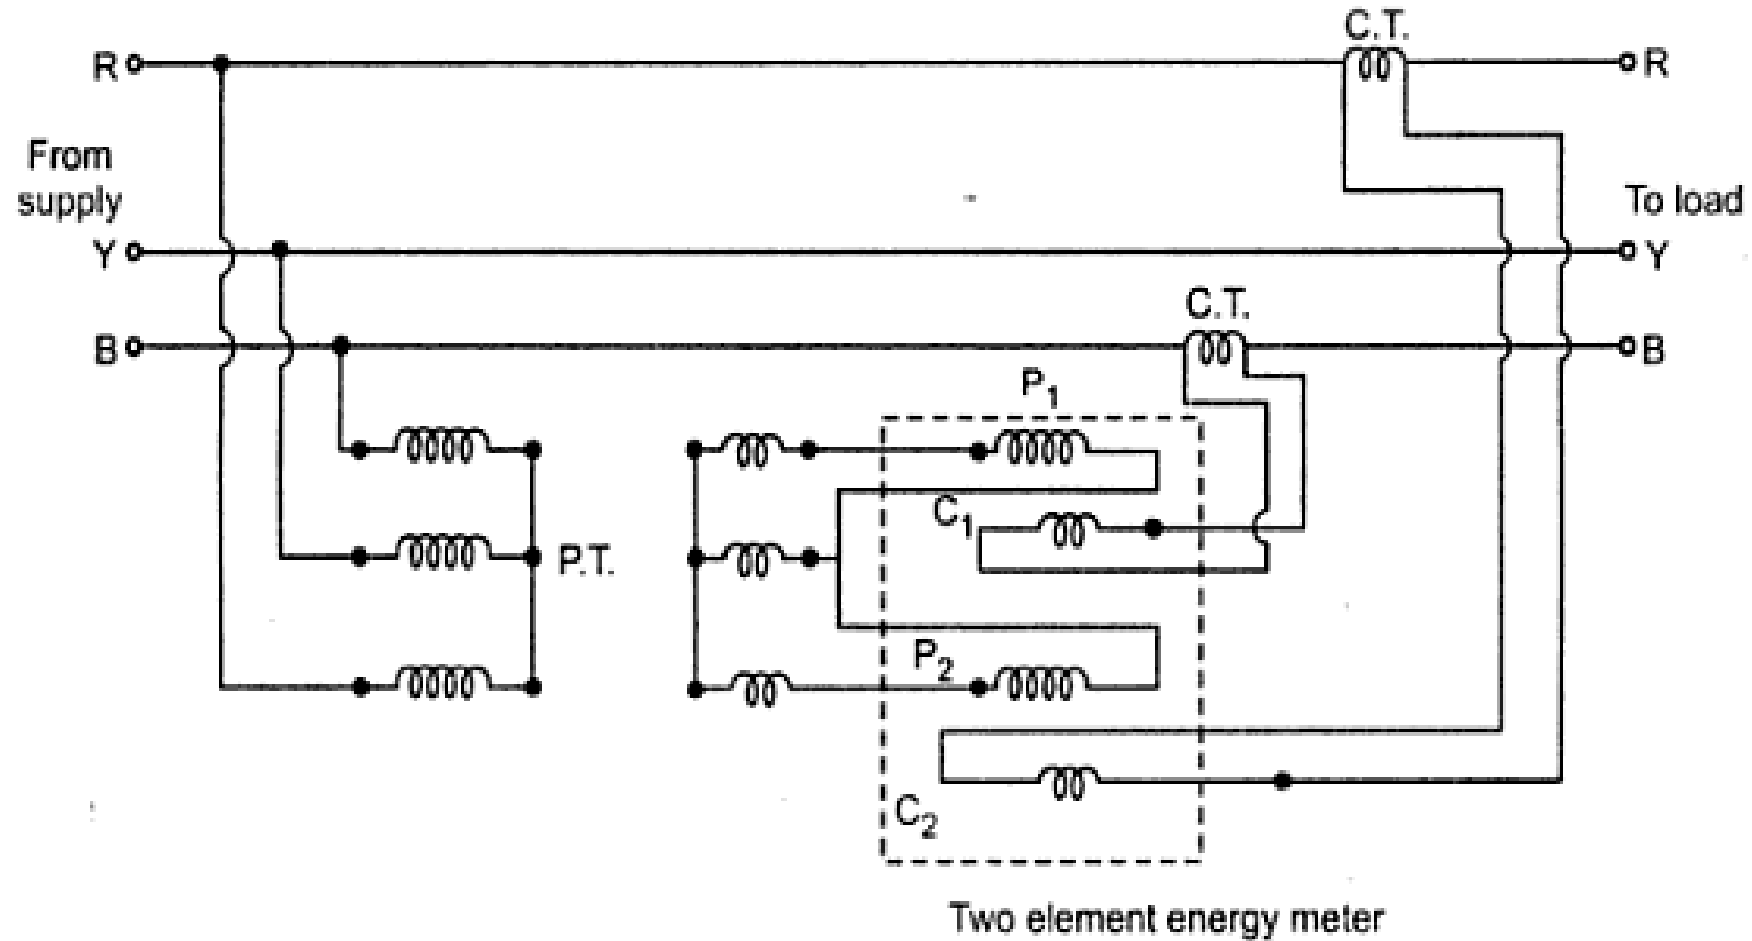 C.T.
R
R
From
supply
To load
Y
Y
C.T.
B
B
P1
C1
P.T.
P2
C2
Two element energy meter